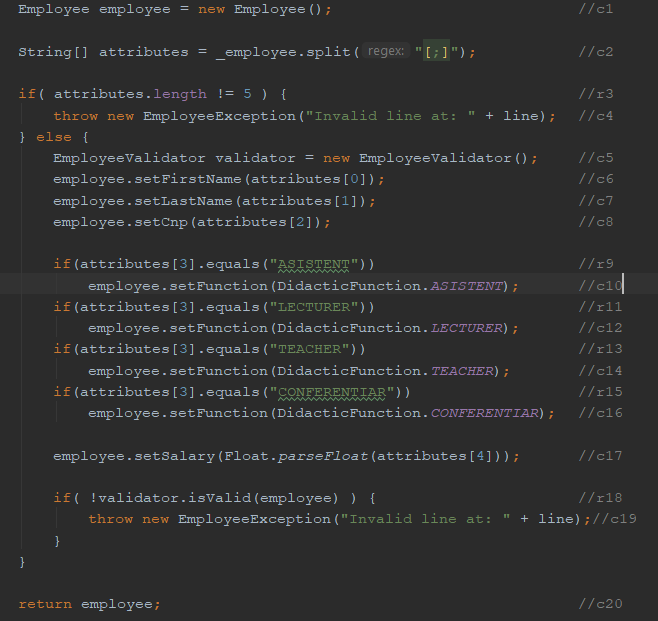 Employee employee = new Employee(); //c1
String[] attributes = _employee.split( regex: "[;]"); //c2
if( attributes.length != 5 ) { //r3
throw new EmployeeException("Invalid line at: " + line); //c4
} else {
EmployeeValidator validator = new EmployeeValidator(); //c5
employee.setFirstName(attributes[0]); //c6
employee.setLastName(attributes[1]); //c7
employee.setCnp(attributes[2]); //c8
if(attributes[3].equals("ASISTENT")) //r9
employee.setFunction(DidacticFunction.ASISTENT); //c10
if(attributes[3].equals("LECTURER")) //r11
employee.setFunction(DidacticFunction.LECTURER); //c12
if(attributes[3].equals("TEACHER")) //r13
employee.setFunction(DidacticFunction.TEACHER); //c14
if(attributes[3].equals("CONFERENTIAR")) //r15
employee.setFunction(DidacticFunction.CONFERENTIAR); //c16
employee.setSalary(Float.parseFloat(attributes[4])); //c17
if( !validator.isValid(employee) ) { //r18
throw new EmployeeException("Invalid line at: " + line);//c19
}
}
return employee; //c20